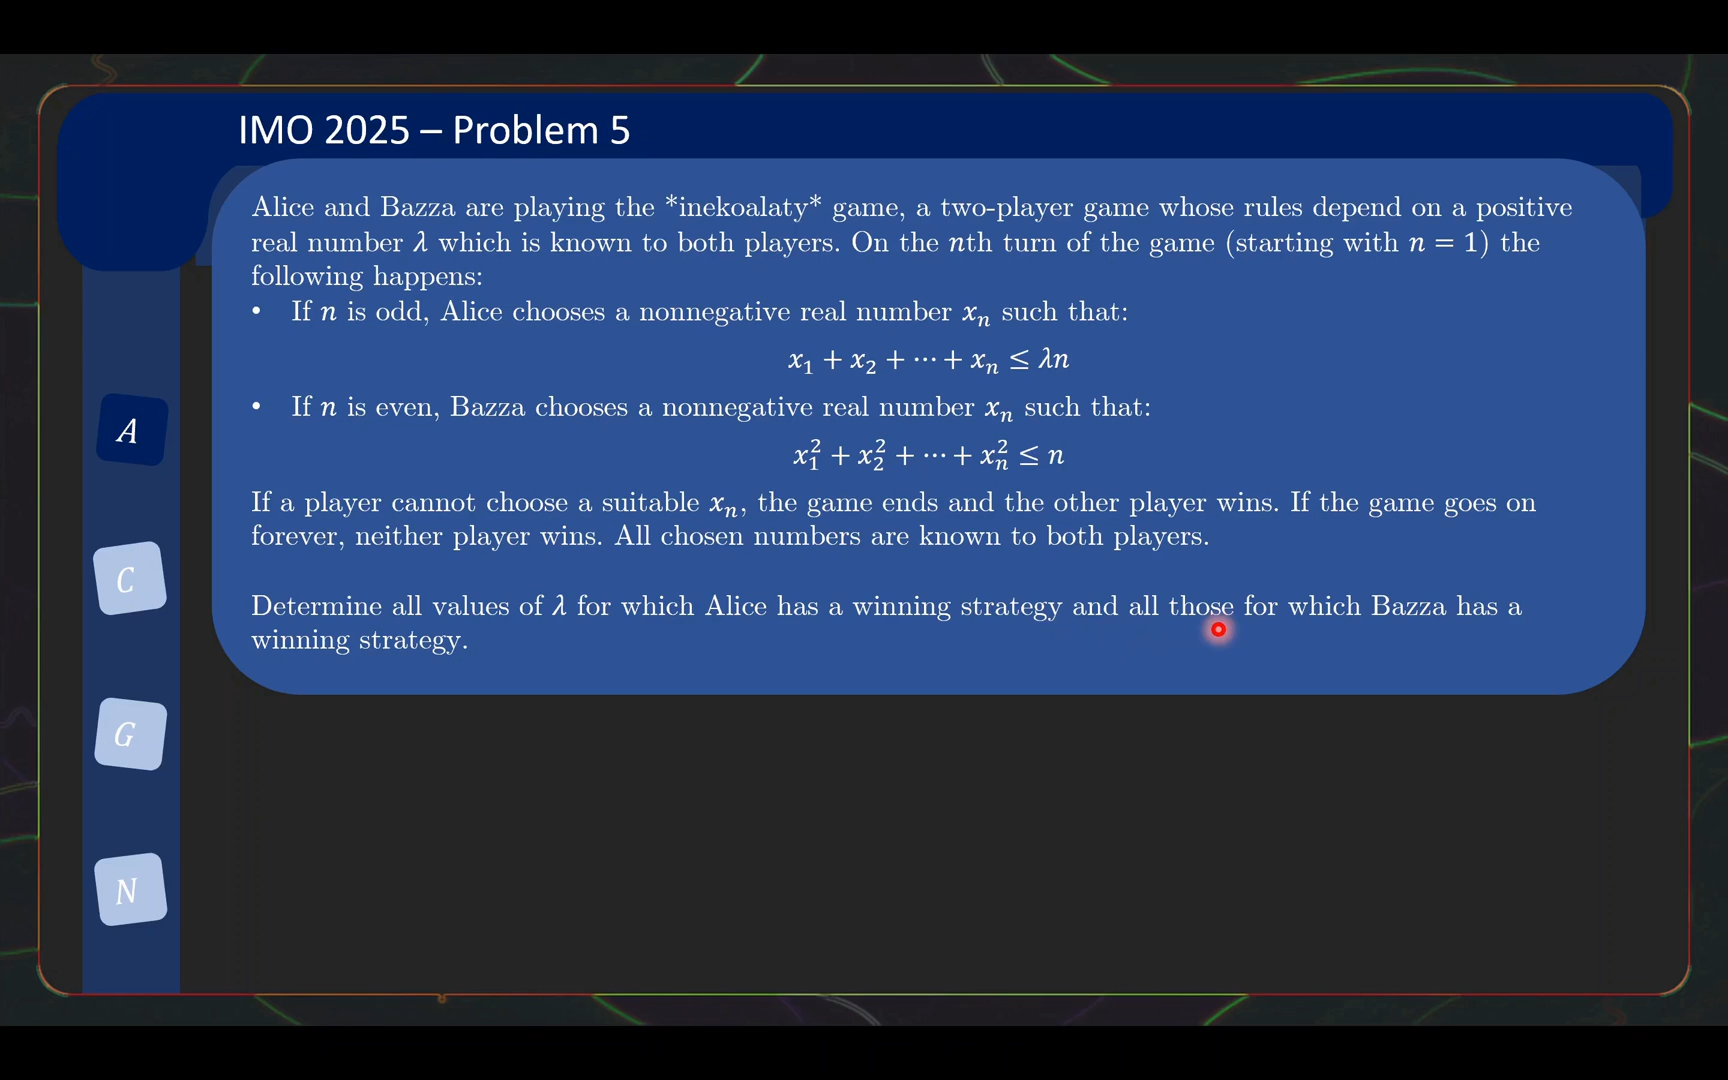 IMO 2025 – Problem 5
Alice and Bazza are playing the *inekoalaty* game, a two-player game whose rules depend on a positive
real number λ which is known to both players. On the nth turn of the game (starting with n = 1) the
following happens:
• If n is odd, Alice chooses a nonnegative real number xₙ such that:
x₁ + x₂ + ⋯ + xₙ ≤ λn
• If n is even, Bazza chooses a nonnegative real number xₙ such that:
x₁² + x₂² + ⋯ + xₙ² ≤ n
If a player cannot choose a suitable xₙ, the game ends and the other player wins. If the game goes on
forever, neither player wins. All chosen numbers are known to both players.
Determine all values of λ for which Alice has a winning strategy and all those for which Bazza has a
winning strategy.
A
C
G
N